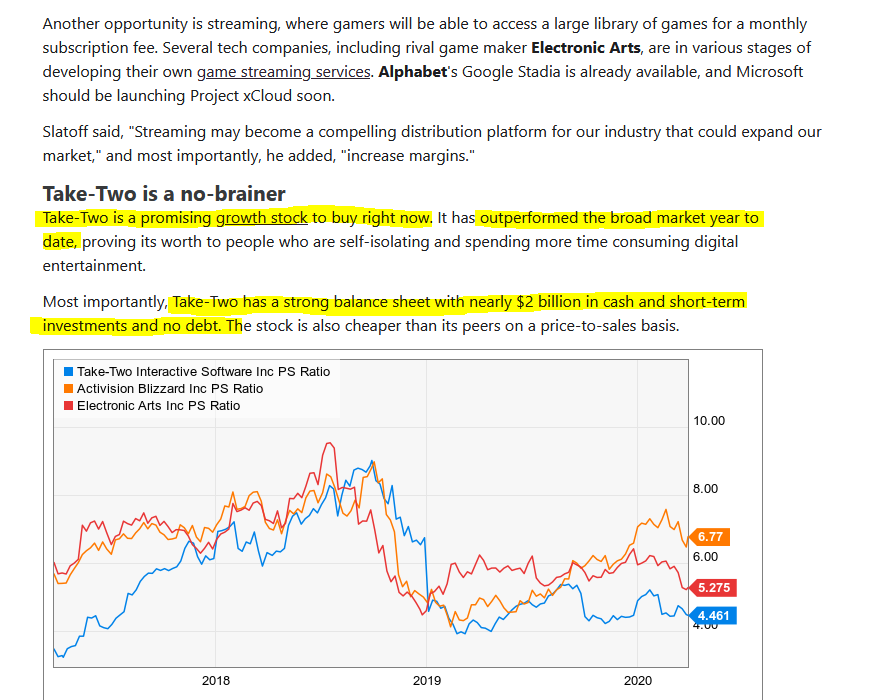 Another opportunity is streaming, where gamers will be able to access a large library of games for a monthly
subscription fee. Several tech companies, including rival game maker Electronic Arts, are in various stages of
developing their own game streaming services. Alphabet's Google Stadia is already available, and Microsoft
should be launching Project xCloud soon.
Slatoff said, "Streaming may become a compelling distribution platform for our industry that could expand our
market," and most importantly, he added, "increase margins."
Take-Two is a no-brainer
Take-Two is a promising growth stock to buy right now. It has outperformed the broad market year to
date, proving its worth to people who are self-isolating and spending more time consuming digital
entertainment.
Most importantly, Take-Two has a strong balance sheet with nearly $2 billion in cash and short-term
investments and no debt. The stock is also cheaper than its peers on a price-to-sales basis.
Take-Two Interactive Software Inc PS Ratio
Activision Blizzard Inc PS Ratio
Electronic Arts Inc PS Ratio
10.00
8.00
6.77
6.00
5.275
4.461
4.00
2018 2019 2020